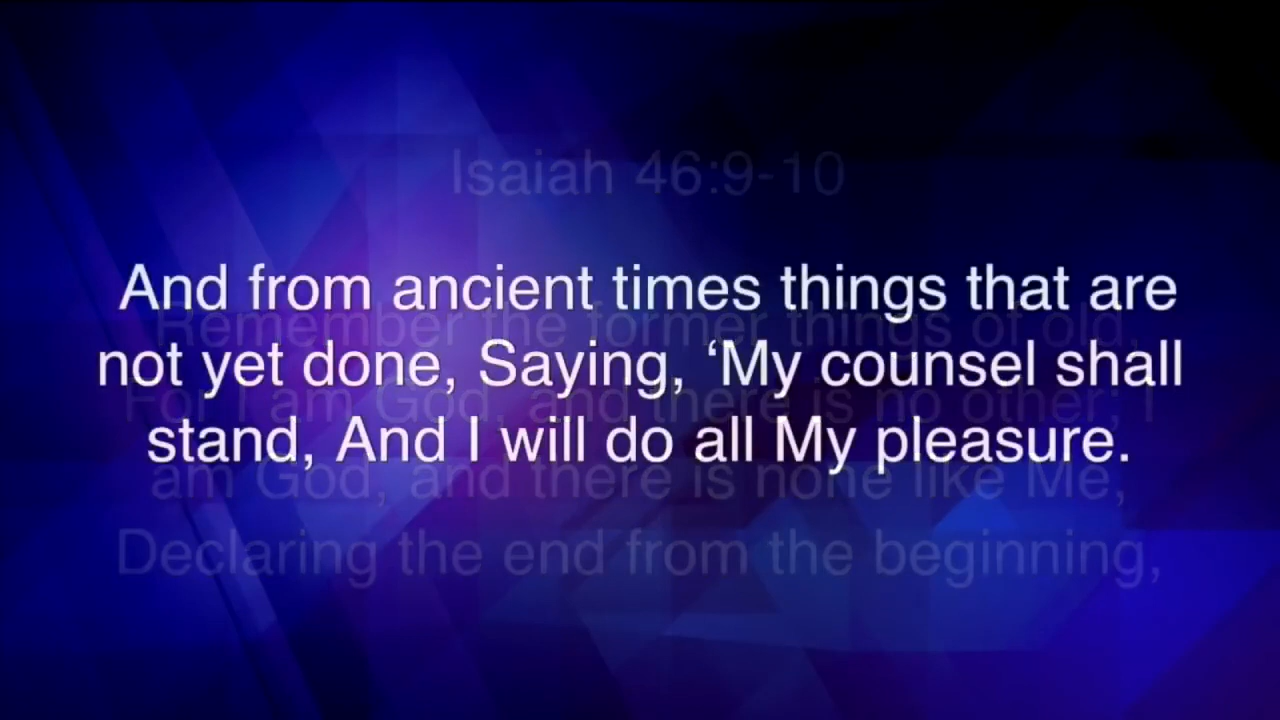 Isaiah 46:9-10
And from ancient times things that are
Remember the former things of old,
not yet done, Saying, ‘My counsel shall
For I am God, and there is no other; I
stand, And I will do all My pleasure.
am God, and there is none like Me,
Declaring the end from the beginning,